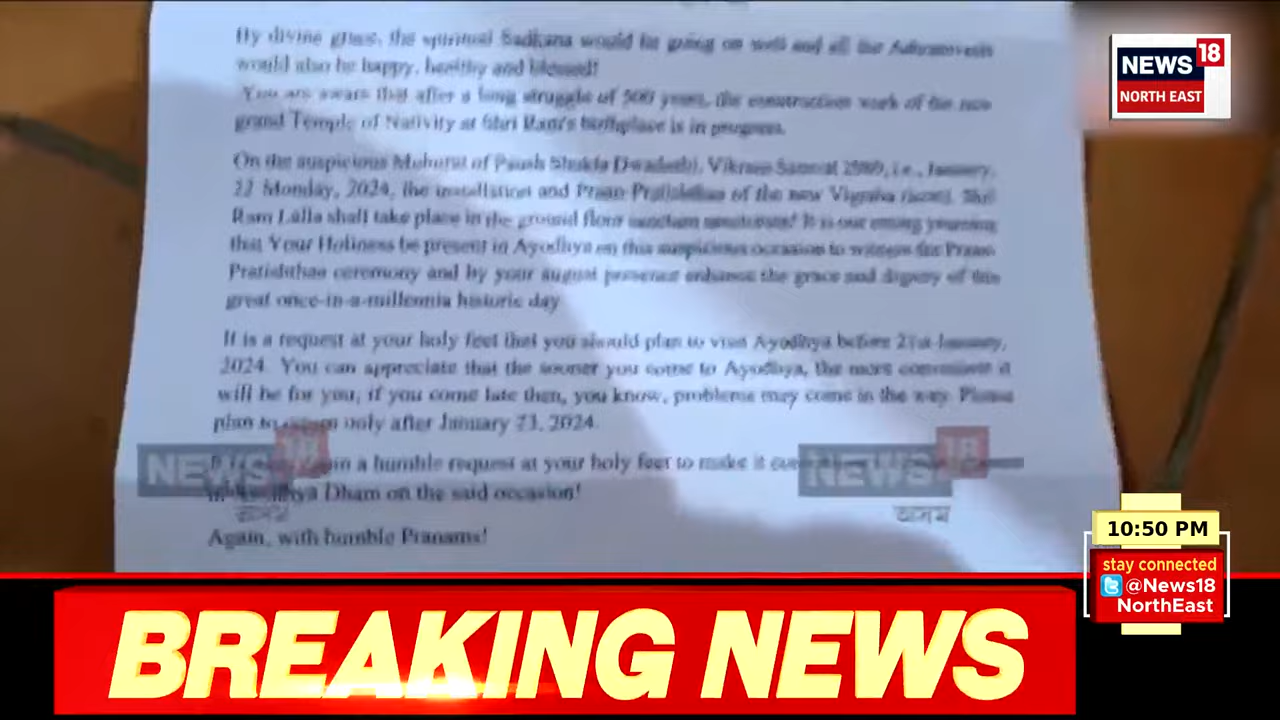 By divine grace, the spiritual Sadhana would be going on well and all the
would also be happy, healthy and blessed!
You are aware that after a long struggle of 500 years, the construction work of the new
grand Temple of Nativity at Shri Ram's birthplace is in progress.
On the auspicious Muhurat of Paush Shukla Dwadashi, Vikram Samvat 2080, i.e., January,
22 Monday, 2024, the installation and Praan Pratishthaa of the new Vigraha (icon), Shri
Ram Lalla shall take place in the ground floor sanctum sanctorum! It is our strong yearning
that Your Holiness be present in Ayodhya on this auspicious occasion to witness the Praan
Pratishthaa ceremony and by your august presence enhance the grace and dignity of this
great once-in-a-millennia historic day
It is a request at your holy feet that you should plan to visit Ayodhya before 21st January,
2024. You can appreciate that the sooner you come to Ayodhya, the more convenient it
will be for you, if you come late then, you know, problems may come in the way. Please
plan to return only after January 23, 2024.
a humble request at your holy feet to make it
Dham on the said occasion!
Again, with humble Pranams!
NEWS 18
অসম
NEWS 18
অসম
NEWS 18
NORTH EAST
10:50 PM
stay connected
@News18
NorthEast
BREAKING NEWS